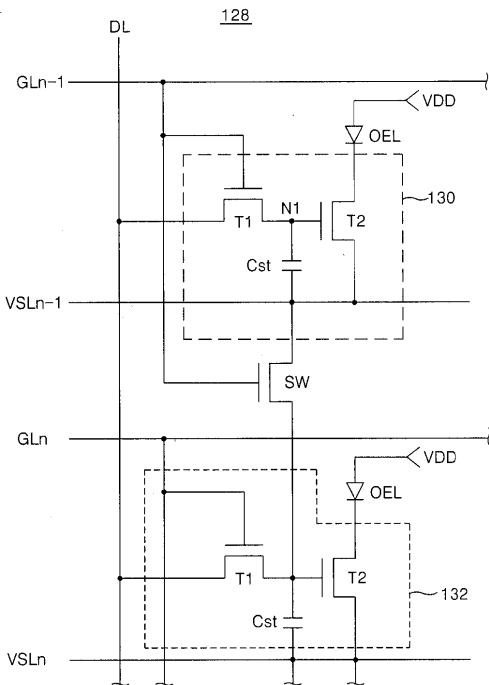 128
DL
GLn-1
VDD
OEL
130
T1
N1
T2
Cst
VSLn-1
SW
GLn
VDD
OEL
T1
T2
132
Cst
VSLn